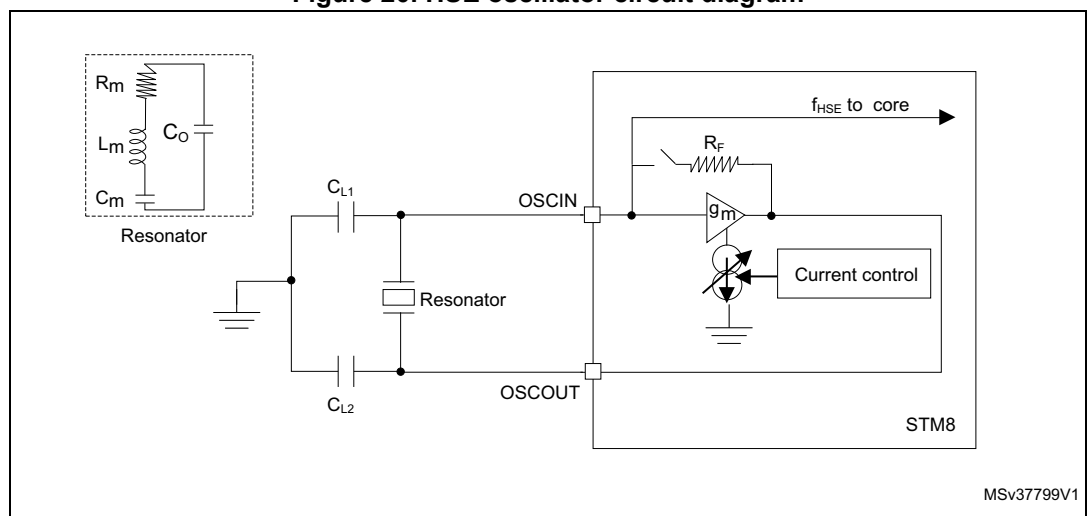 Figure 20. HSE oscillator circuit diagram
Rm
Lm
CO
Cm
Resonator
fHSE to core
RF
CL1
OSCIN
gm
Resonator
Current control
CL2
OSCOUT
STM8
MSv37799V1